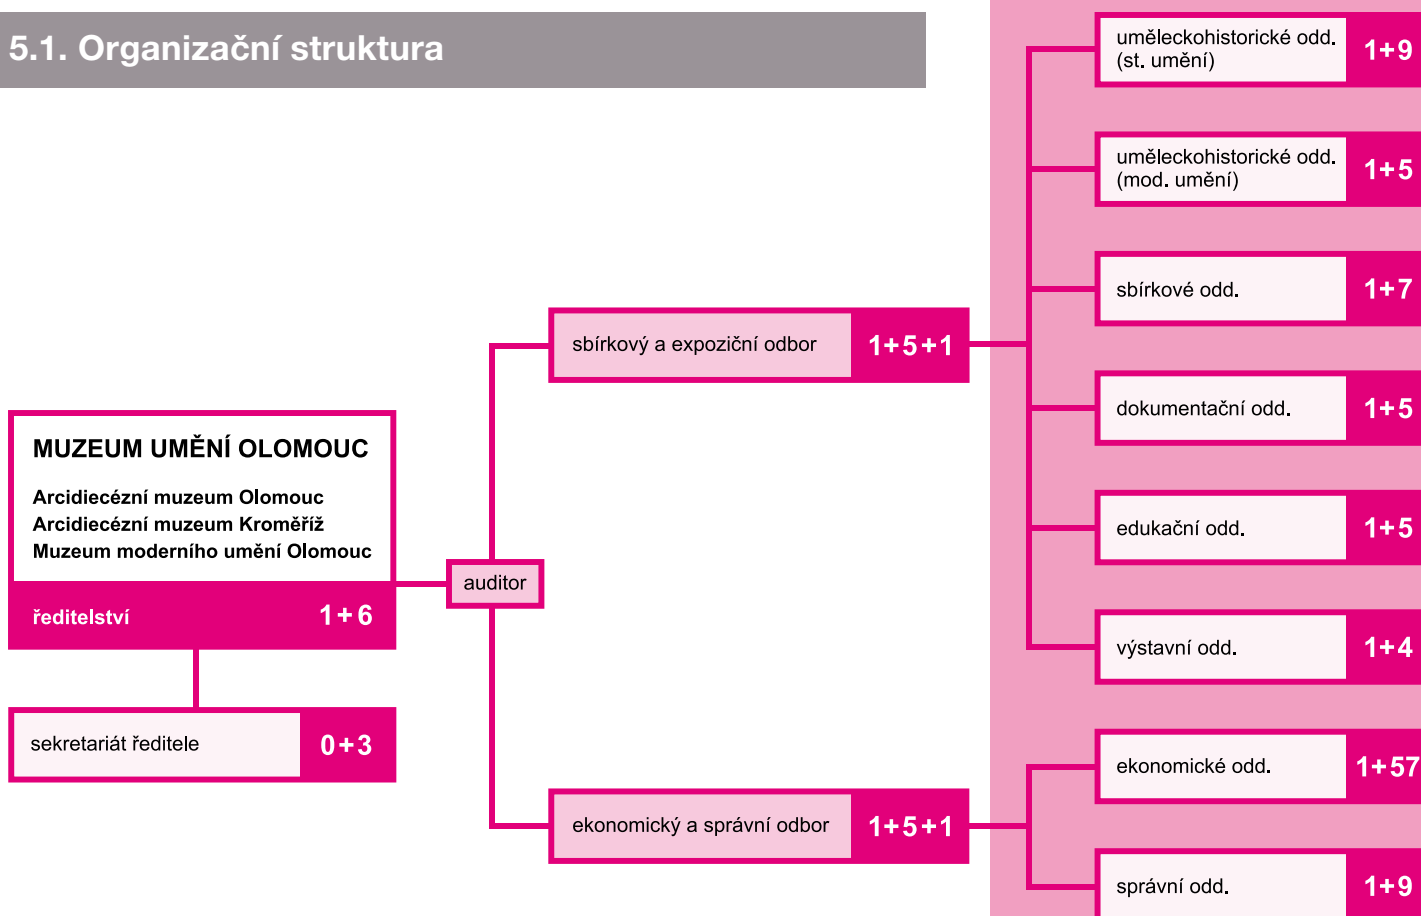 5.1. Organizační struktura
uměleckohistorické odd.
(st. umění)
1+9
uměleckohistorické odd.
(mod. umění)
1+5
sbírkové odd.
1+7
sbírkový a expoziční odbor
1+5+1
dokumentační odd.
1+5
MUZEUM UMĚNÍ OLOMOUC
Arcidiecézní muzeum Olomouc
Arcidiecézní muzeum Kroměříž
Muzeum moderního umění Olomouc
edukační odd.
1+5
auditor
ředitelství
1+6
výstavní odd.
1+4
sekretariát ředitele
0+3
ekonomické odd.
1+57
ekonomický a správní odbor
1+5+1
správní odd.
1+9